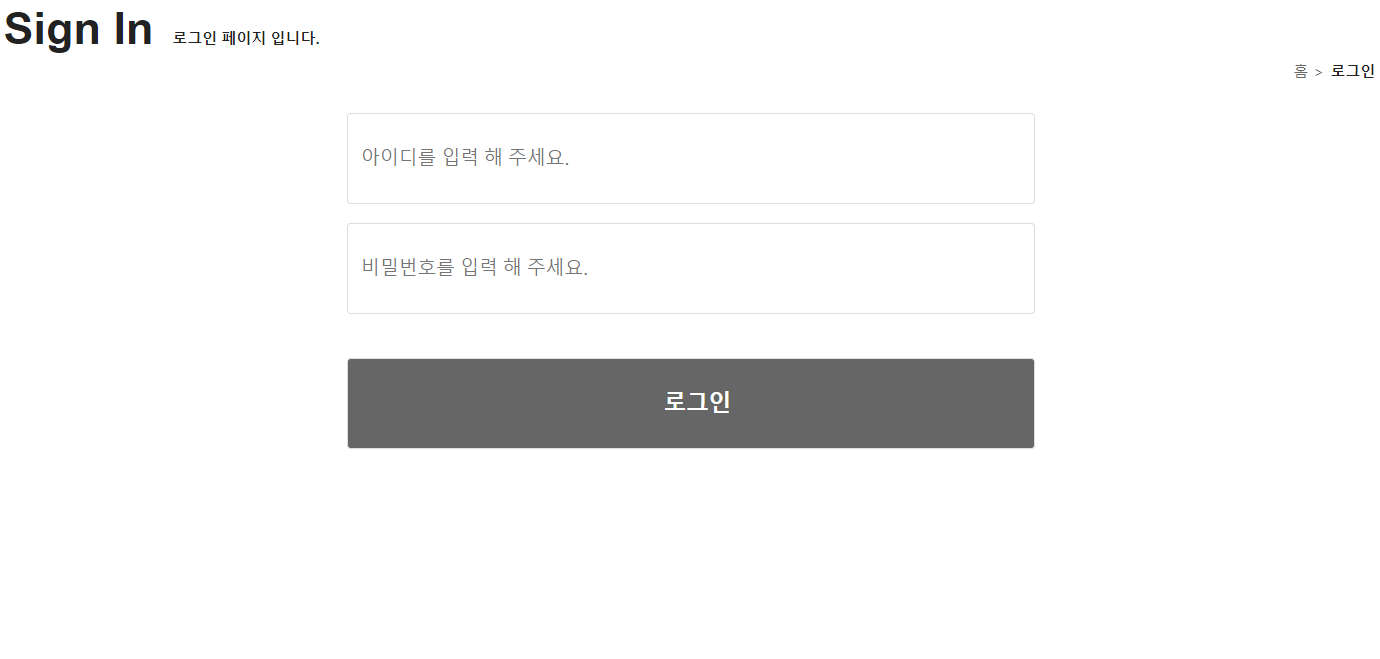 Sign In 로그인 페이지 입니다.
홈 > 로그인
아이디를 입력 해 주세요.
비밀번호를 입력 해 주세요.
로그인